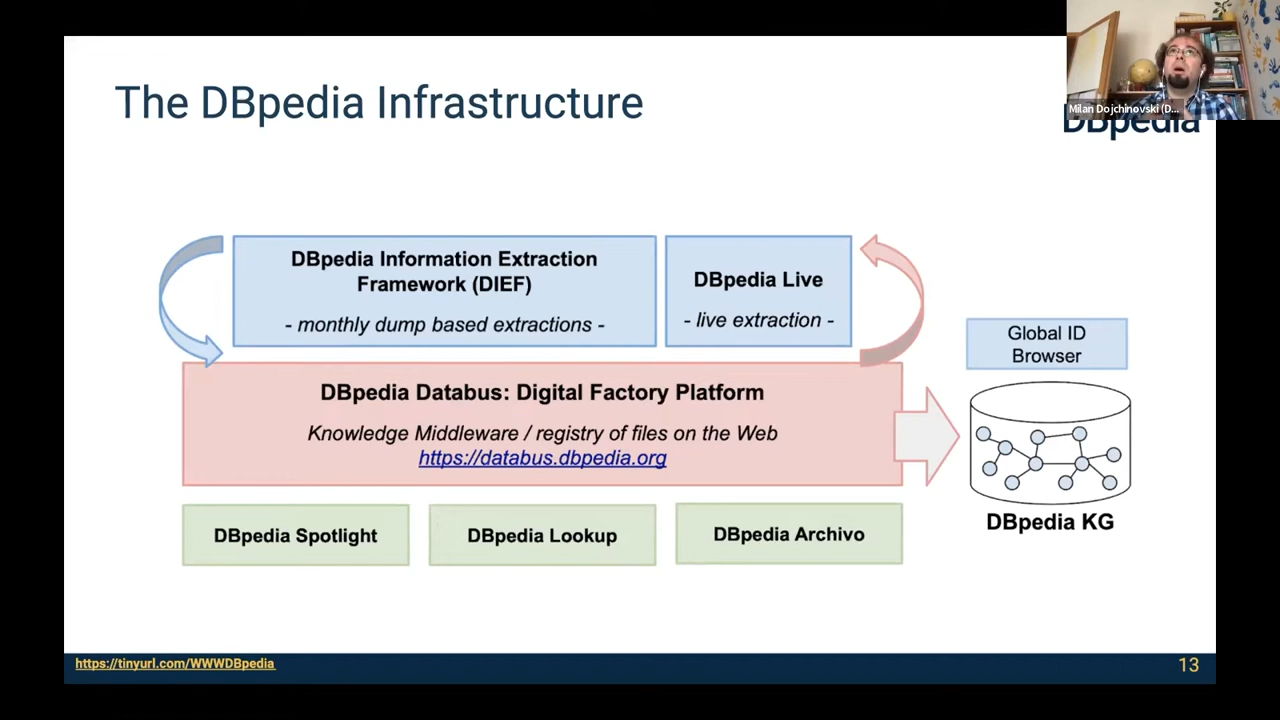 The DBpedia Infrastructure
Milan Dojchinovski (D...
DBpedia
DBpedia Information Extraction
Framework (DIEF)
- monthly dump based extractions -
DBpedia Live
- live extraction -
Global ID
Browser
DBpedia Databus: Digital Factory Platform
Knowledge Middleware / registry of files on the Web
https://databus.dbpedia.org
DBpedia KG
DBpedia Spotlight
DBpedia Lookup
DBpedia Archivo
https://tinyurl.com/WWWDBpedia
13